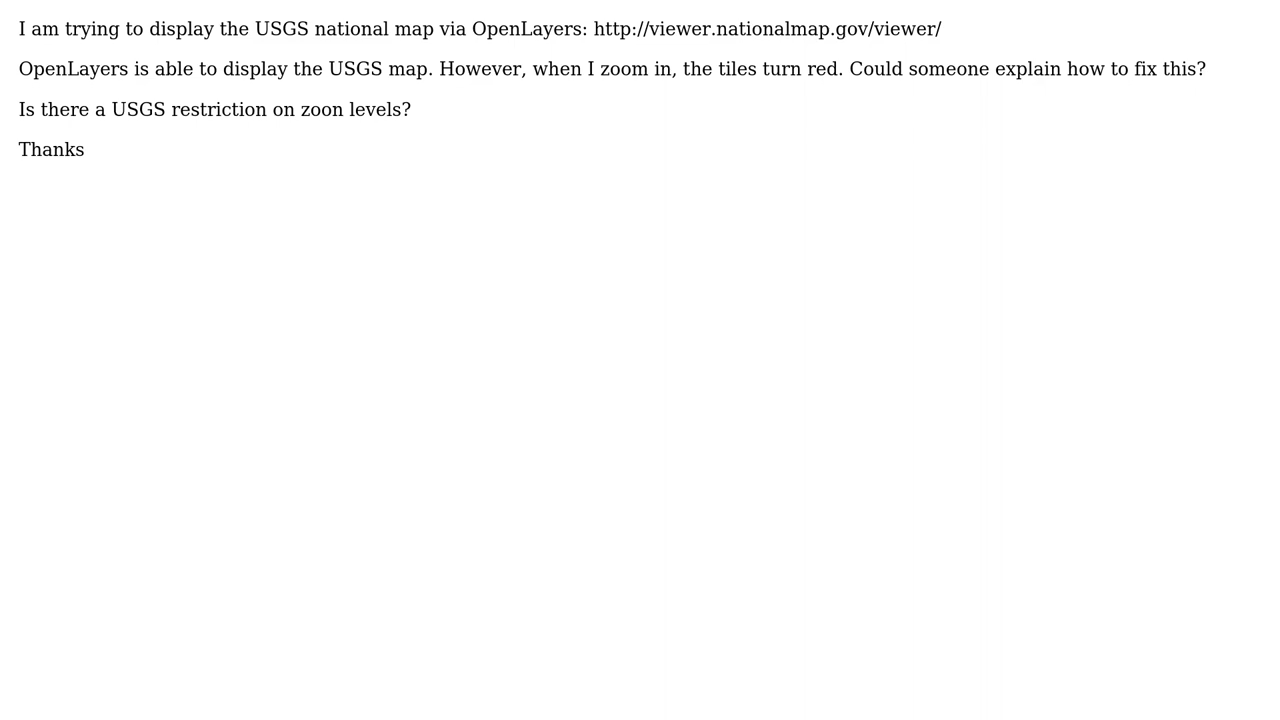 I am trying to display the USGS national map via OpenLayers: http://viewer.nationalmap.gov/viewer/
OpenLayers is able to display the USGS map. However, when I zoom in, the tiles turn red. Could someone explain how to fix this?
Is there a USGS restriction on zoon levels?
Thanks